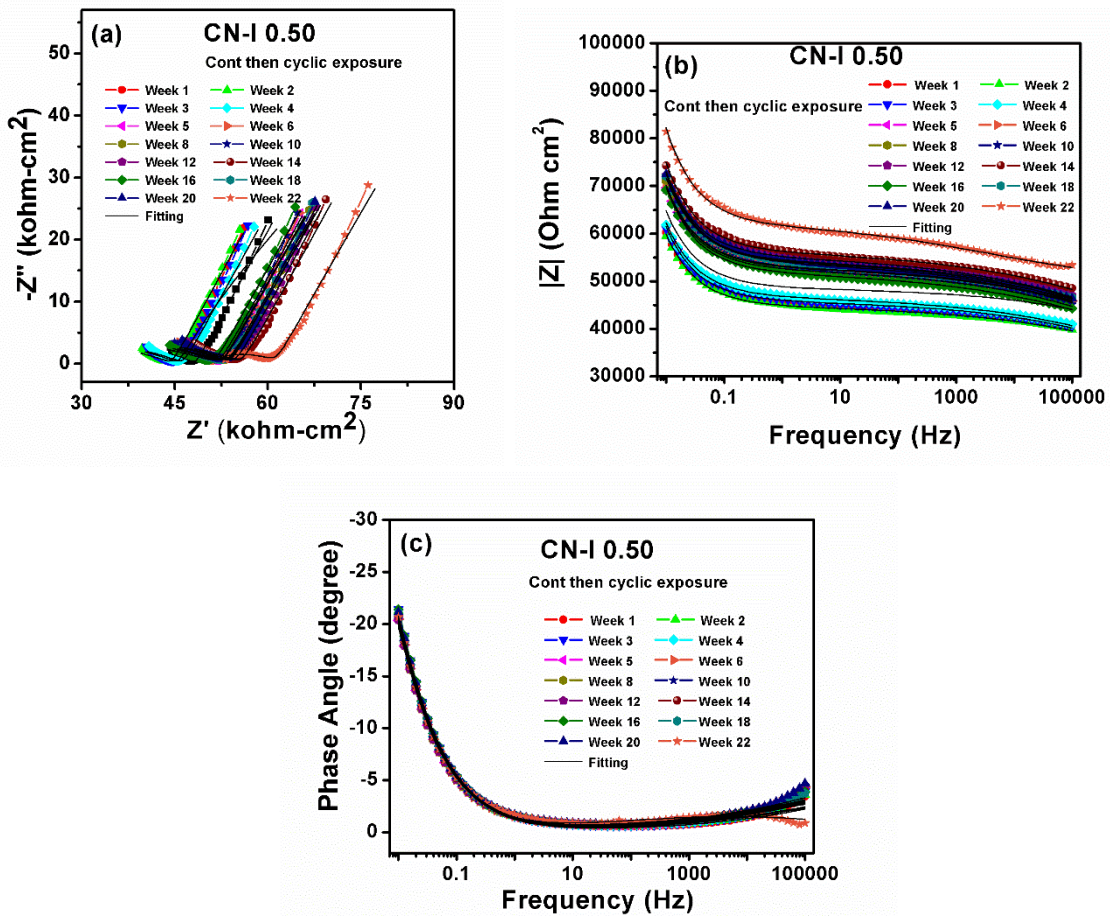 (a)
CN-I 0.50
Cont then cyclic exposure
Week 1 Week 2
Week 3 Week 4
Week 5 Week 6
Week 8 Week 10
Week 12 Week 14
Week 16 Week 18
Week 20 Week 22
Fitting
-Z'' (kohm-cm2)
-50
-40
-30
-20
-10
0
30 45 60 75 90
Z' (kohm-cm2)
(b)
CN-I 0.50
Cont then cyclic exposure
Week 1 Week 2
Week 3 Week 4
Week 5 Week 6
Week 8 Week 10
Week 12 Week 14
Week 16 Week 18
Week 20 Week 22
Fitting
|Z| (Ohm cm2)
100000
90000
80000
70000
60000
50000
40000
30000
0.1 10 1000 100000
Frequency (Hz)
(c)
CN-I 0.50
Cont then cyclic exposure
Week 1 Week 2
Week 3 Week 4
Week 5 Week 6
Week 8 Week 10
Week 12 Week 14
Week 16 Week 18
Week 20 Week 22
Fitting
Phase Angle (degree)
-30
-25
-20
-15
-10
-5
0
0.1 10 1000 100000
Frequency (Hz)